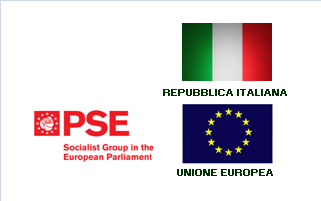 REPUBBLICA ITALIANA
PSE
Socialist Group in the
European Parliament
UNIONE EUROPEA